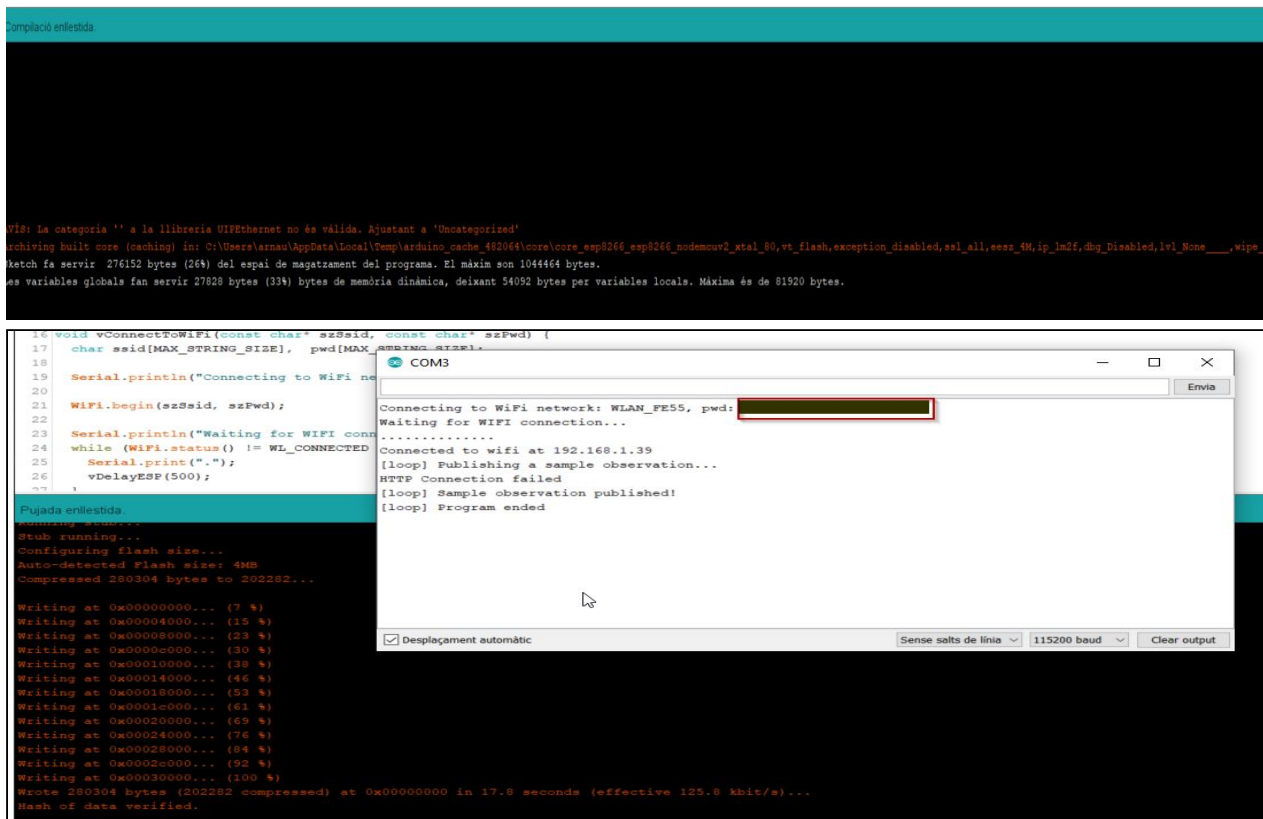 Compilació enllestida.
AVÍS: La categoria '' a la llibreria UIPEthernet no és válida. Ajustant a 'Uncategorized'
Archiving built core (caching) in: C:\Users\arnau\AppData\Local\Temp\arduino_cache_482064\core\core_esp8266_esp8266_nodemcuv2_xtal_80,vt_flash,exception_disabled,ssl_all,eesz_4M,ip_lm2f,dbg_Disabled,lvl_None____,wipe_
Sketch fa servir 276152 bytes (26%) del espai de magatzament del programa. El màxim son 1044464 bytes.
Les variables globals fan servir 27828 bytes (33%) bytes de memòria dinámica, deixant 54092 bytes per variables locals. Màxima és de 81920 bytes.
16 void vConnectToWiFi(const char* szSsid, const char* szPwd) {
17 char ssid[MAX_STRING_SIZE], pwd[MAX_STRING_SIZE];
18
19 Serial.println("Connecting to WiFi ne
20
21 WiFi.begin(szSsid, szPwd);
22
23 Serial.println("Waiting for WIFI conn
24 while (WiFi.status() != WL_CONNECTED
25 Serial.print(".");
26 vDelayESP(500);
27 }
COM3
Envia
Connecting to WiFi network: WLAN_FE55, pwd:
Waiting for WIFI connection...
..............
Connected to wifi at 192.168.1.39
[loop] Publishing a sample observation...
HTTP Connection failed
[loop] Sample observation published!
[loop] Program ended
Desplaçament automàtic
Sense salts de línia
115200 baud
Clear output
Pujada enllestida.
Running stub...
Stub running...
Configuring flash size...
Auto-detected Flash size: 4MB
Compressed 280304 bytes to 202282...
Writing at 0x00000000... (7 %)
Writing at 0x00004000... (15 %)
Writing at 0x00008000... (23 %)
Writing at 0x0000c000... (30 %)
Writing at 0x00010000... (38 %)
Writing at 0x00014000... (46 %)
Writing at 0x00018000... (53 %)
Writing at 0x0001c000... (61 %)
Writing at 0x00020000... (69 %)
Writing at 0x00024000... (76 %)
Writing at 0x00028000... (84 %)
Writing at 0x0002c000... (92 %)
Writing at 0x00030000... (100 %)
Wrote 280304 bytes (202282 compressed) at 0x00000000 in 17.8 seconds (effective 125.8 kbit/s)...
Hash of data verified.